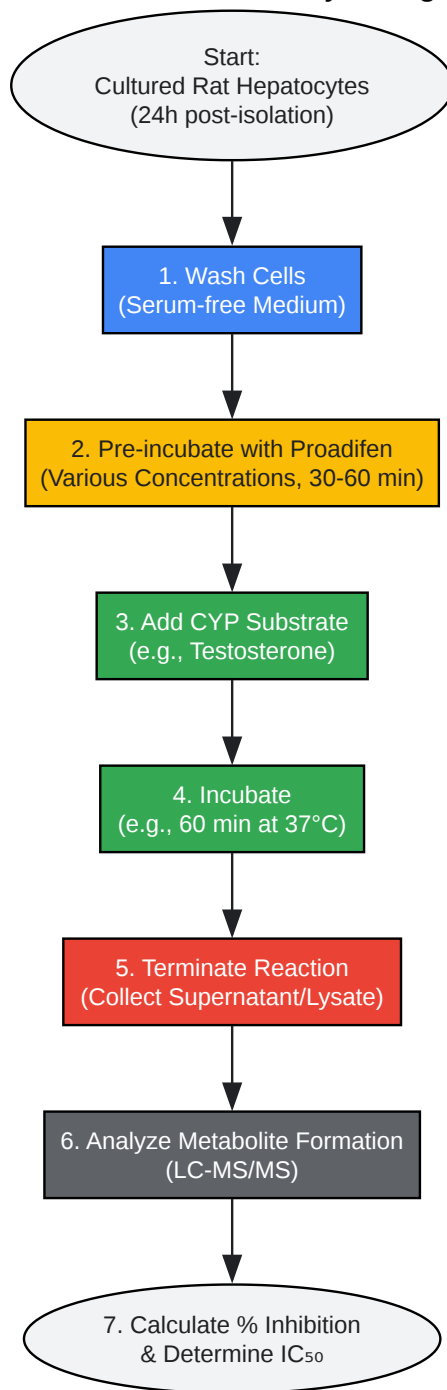 Start:
Cultured Rat Hepatocytes
(24h post-isolation)
1. Wash Cells
(Serum-free Medium)
2. Pre-incubate with Proadifen
(Various Concentrations, 30-60 min)
3. Add CYP Substrate
(e.g., Testosterone)
4. Incubate
(e.g., 60 min at 37°C)
5. Terminate Reaction
(Collect Supernatant/Lysate)
6. Analyze Metabolite Formation
(LC-MS/MS)
7. Calculate % Inhibition
& Determine IC₅₀